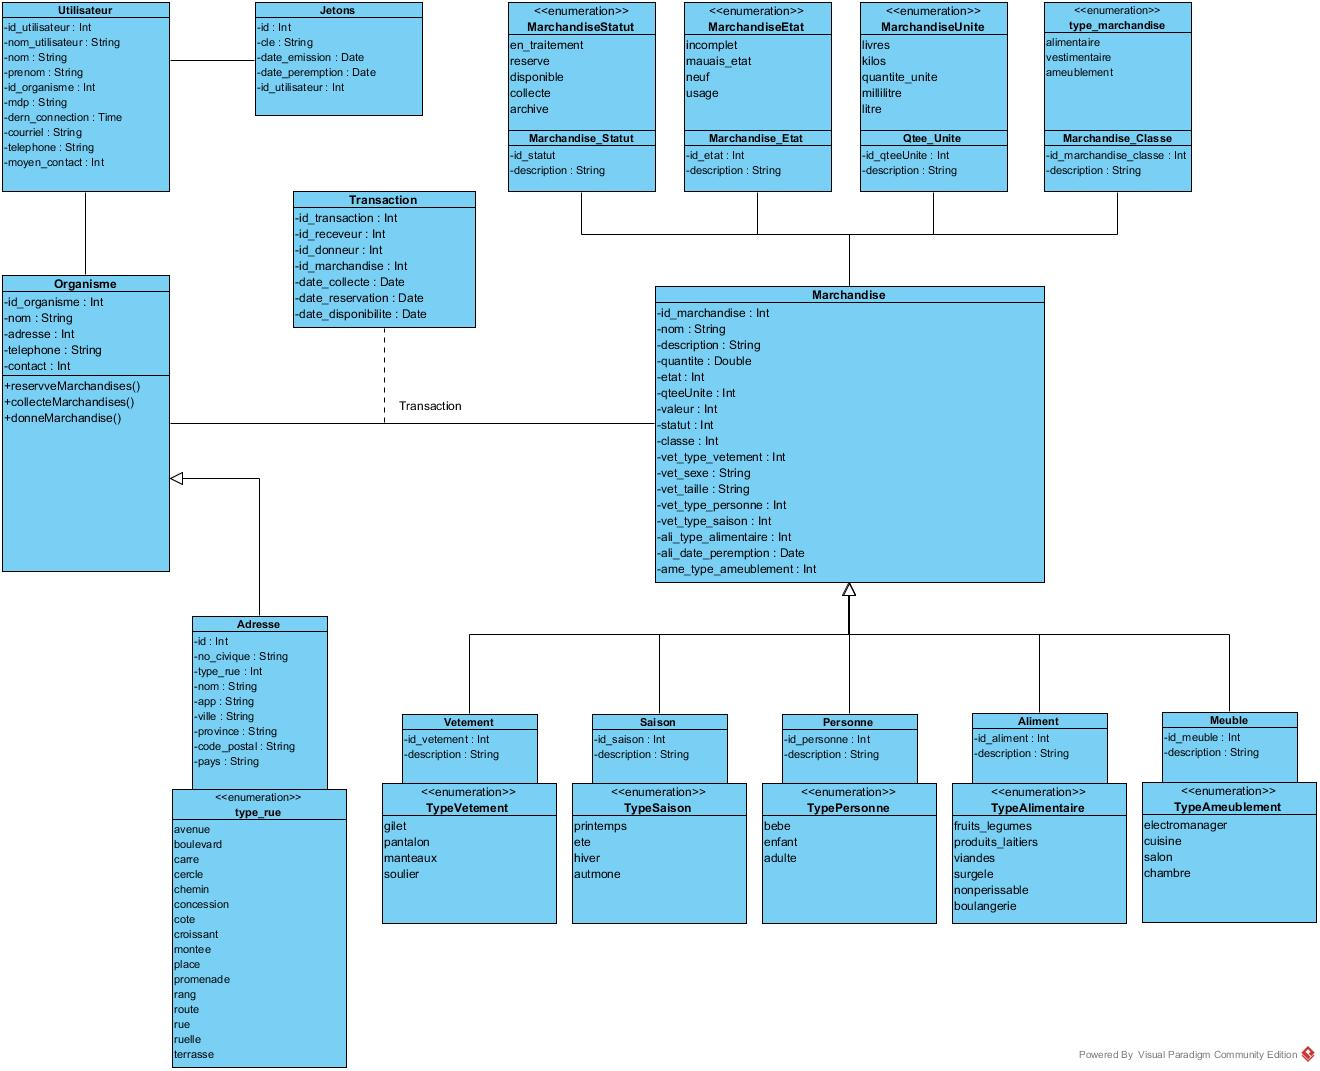 Utilisateur
-id_utilisateur : Int
-nom_utilisateur : String
-nom : String
-prenom : String
-id_organisme : Int
-mdp : String
-dern_connection : Time
-courriel : String
-telephone : String
-moyen_contact : Int
Jetons
-id : Int
-cle : String
-date_emission : Date
-date_peremption : Date
-id_utilisateur : Int
<<enumeration>>
MarchandiseStatut
en_traitement
reserve
disponible
collecte
archive
Marchandise_Statut
-id_statut
-description : String
<<enumeration>>
MarchandiseEtat
incomplet
mauais_etat
neuf
usage
Marchandise_Etat
-id_etat : Int
-description : String
<<enumeration>>
MarchandiseUnite
livres
kilos
quantite_unite
millilitre
litre
Qtee_Unite
-id_qteeUnite : Int
-description : String
<<enumeration>>
type_marchandise
alimentaire
vestimentaire
ameublement
Marchandise_Classe
-id_marchandise_classe : Int
-description : String
Transaction
-id_transaction : Int
-id_receveur : Int
-id_donneur : Int
-id_marchandise : Int
-date_collecte : Date
-date_reservation : Date
-date_disponibilite : Date
Organisme
-id_organisme : Int
-nom : String
-adresse : Int
-telephone : String
-contact : Int
+reservveMarchandises()
+collecteMarchandises()
+donneMarchandise()
Transaction
Marchandise
-id_marchandise : Int
-nom : String
-description : String
-quantite : Double
-etat : Int
-qteeUnite : Int
-valeur : Int
-statut : Int
-classe : Int
-vet_type_vetement : Int
-vet_sexe : String
-vet_taille : String
-vet_type_personne : Int
-vet_type_saison : Int
-ali_type_alimentaire : Int
-ali_date_peremption : Date
-ame_type_ameublement : Int
Adresse
-id : Int
-no_civique : String
-type_rue : Int
-nom : String
-app : String
-ville : String
-province : String
-code_postal : String
-pays : String
<<enumeration>>
type_rue
avenue
boulevard
carre
cercle
chemin
concession
cote
croissant
montee
place
promenade
rang
route
rue
ruelle
terrasse
Vetement
-id_vetement : Int
-description : String
<<enumeration>>
TypeVetement
gilet
pantalon
manteaux
soulier
Saison
-id_saison : Int
-description : String
<<enumeration>>
TypeSaison
printemps
ete
hiver
autmone
Personne
-id_personne : Int
-description : String
<<enumeration>>
TypePersonne
bebe
enfant
adulte
Aliment
-id_aliment : Int
-description : String
<<enumeration>>
TypeAlimentaire
fruits_legumes
produits_laitiers
viandes
surgele
nonperissable
boulangerie
Meuble
-id_meuble : Int
-description : String
<<enumeration>>
TypeAmeublement
electromanager
cuisine
salon
chambre
Powered By Visual Paradigm Community Edition